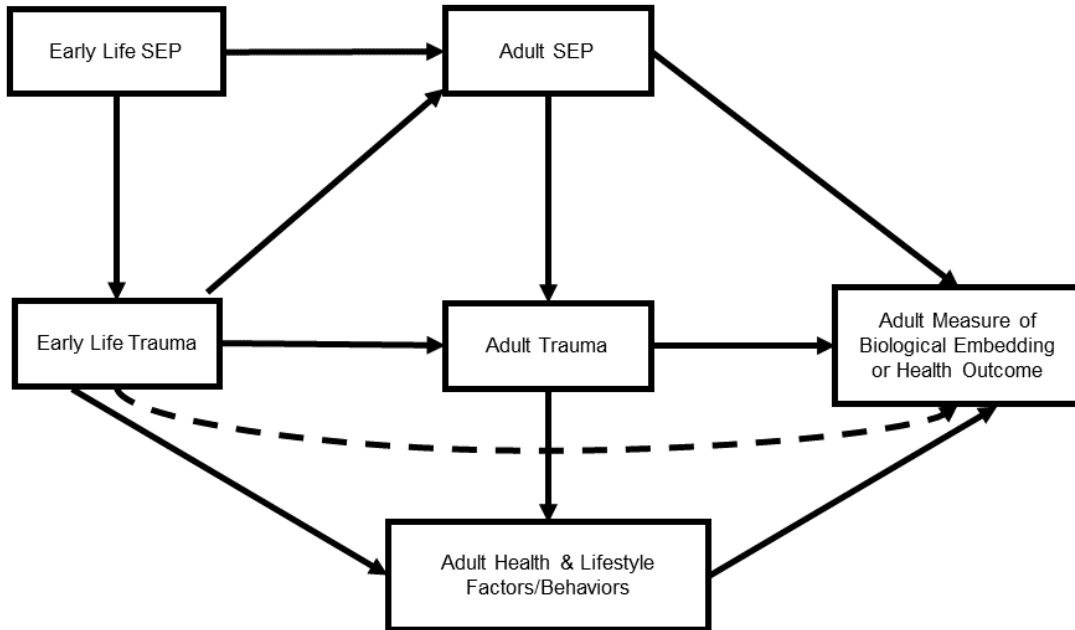 Early Life SEP
Adult SEP
Early Life Trauma
Adult Trauma
Adult Measure of
Biological Embedding
or Health Outcome
Adult Health & Lifestyle
Factors/Behaviors